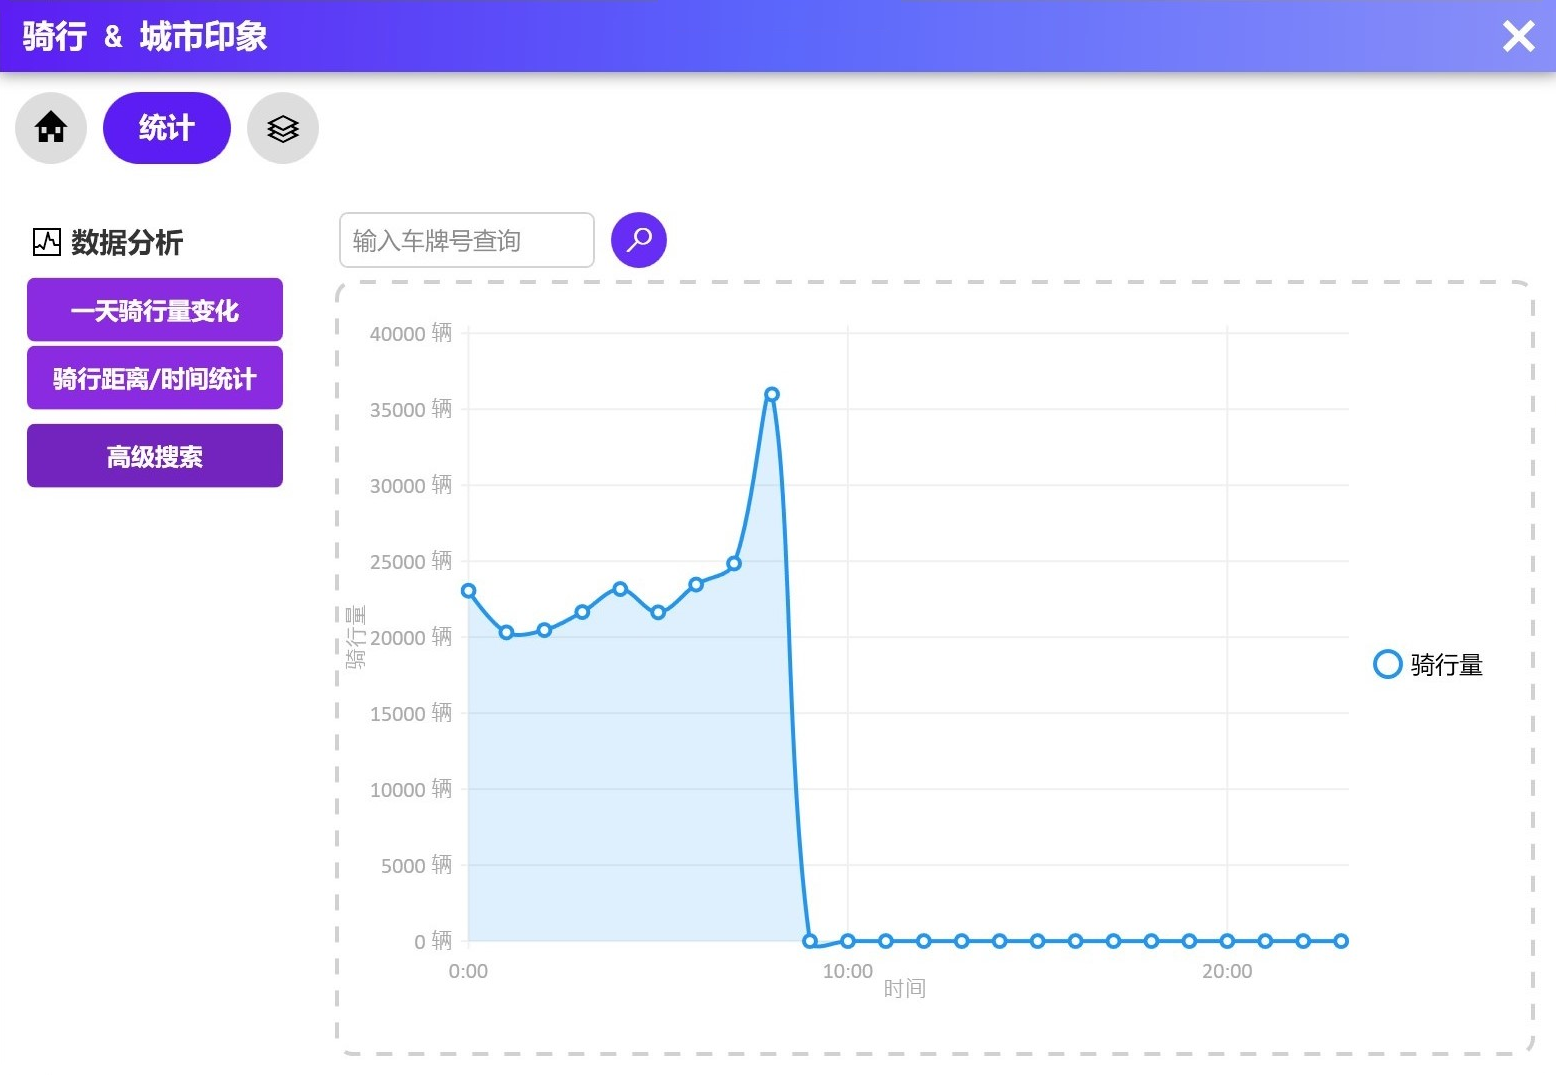 骑行 & 城市印象
统计
数据分析
输入车牌号查询
一天骑行量变化
骑行距离/时间统计
高级搜索
40000 辆
35000 辆
30000 辆
25000 辆
20000 辆
15000 辆
10000 辆
5000 辆
0 辆
骑行量
0:00
10:00
20:00
时间
骑行量